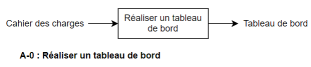 Cahier des charges
Réaliser un tableau
de bord
Tableau de bord
A-0 : Réaliser un tableau de bord